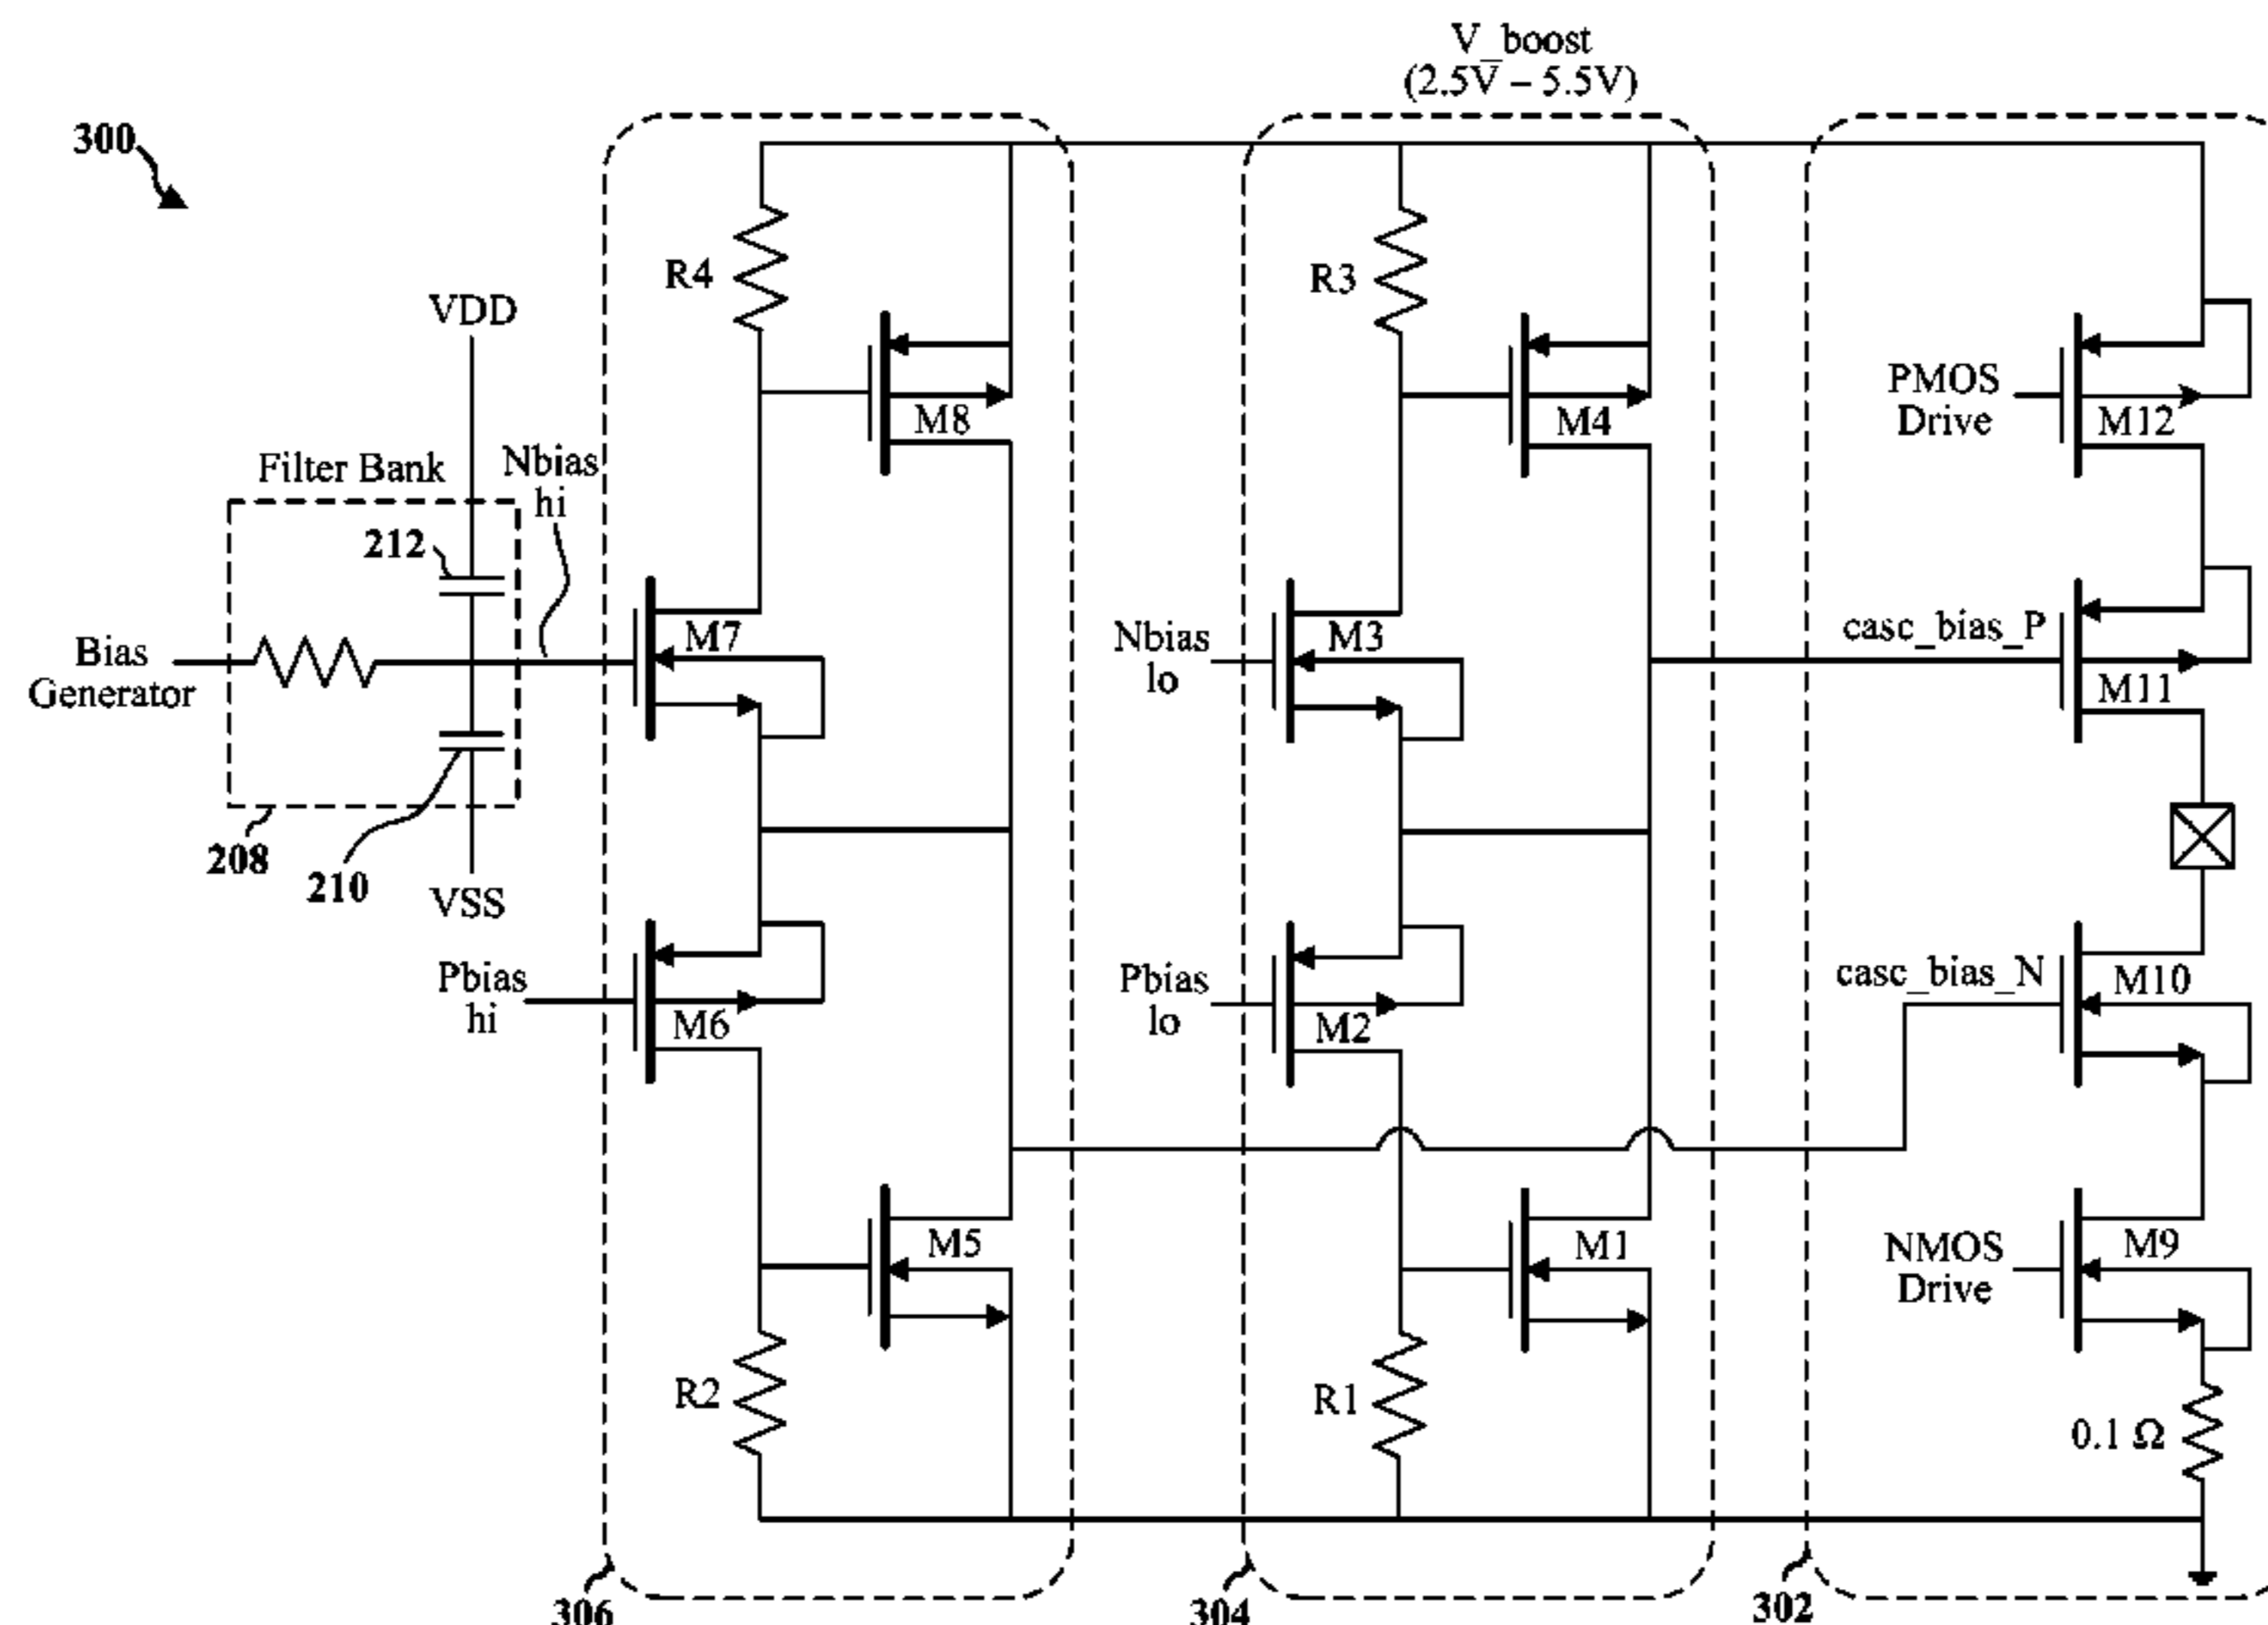 V_boost
(2.5V – 5.5V)
300
R4
R3
VDD
M8
M4
PMOS
Drive
M12
Filter Bank
Nbias
hi
212
Bias
Generator
M7
Nbias
lo
M3
casc_bias_P
M11
208
210
VSS
Pbias
hi
M6
Pbias
lo
M2
casc_bias_N
M10
M5
M1
NMOS
Drive
M9
R2
R1
0.1 Ω
306
304
302